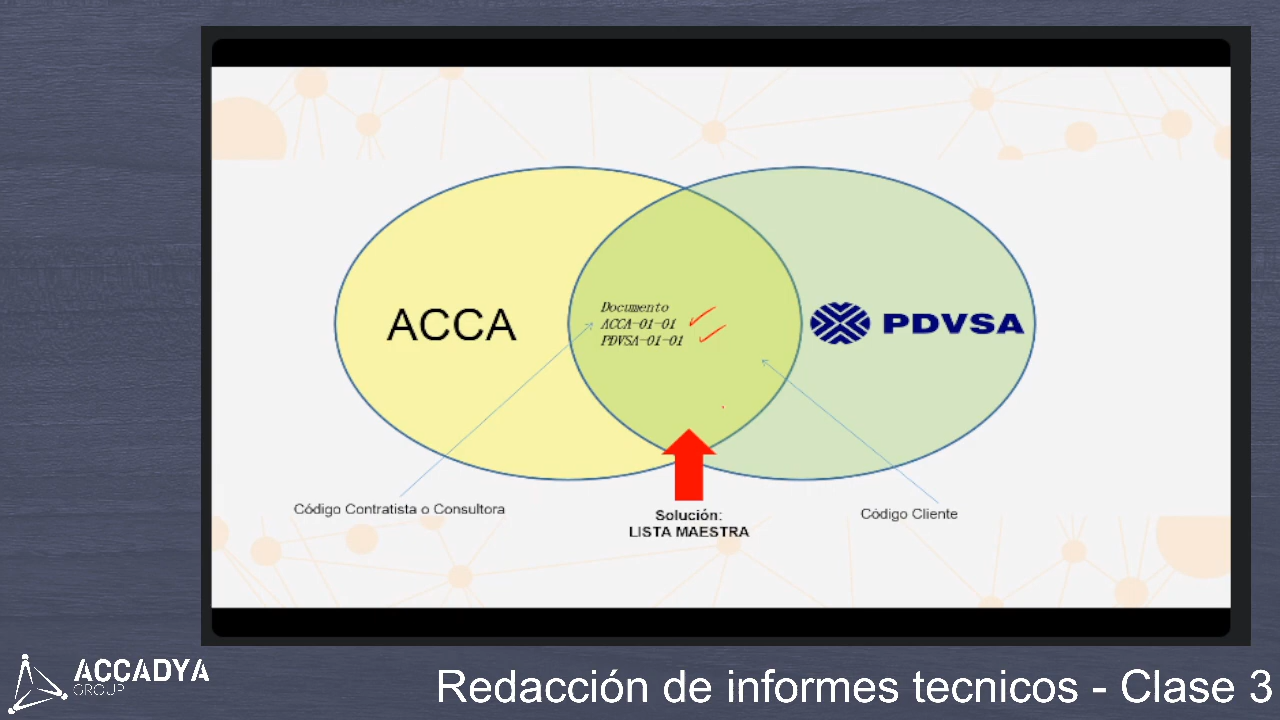 ACCA
Documento
ACCA-01-01
PDVSA-01-01
PDVSA
Código Contratista o Consultora
Solución:
LISTA MAESTRA
Código Cliente
ACCADYA
GROUP
Redacción de informes tecnicos - Clase 3